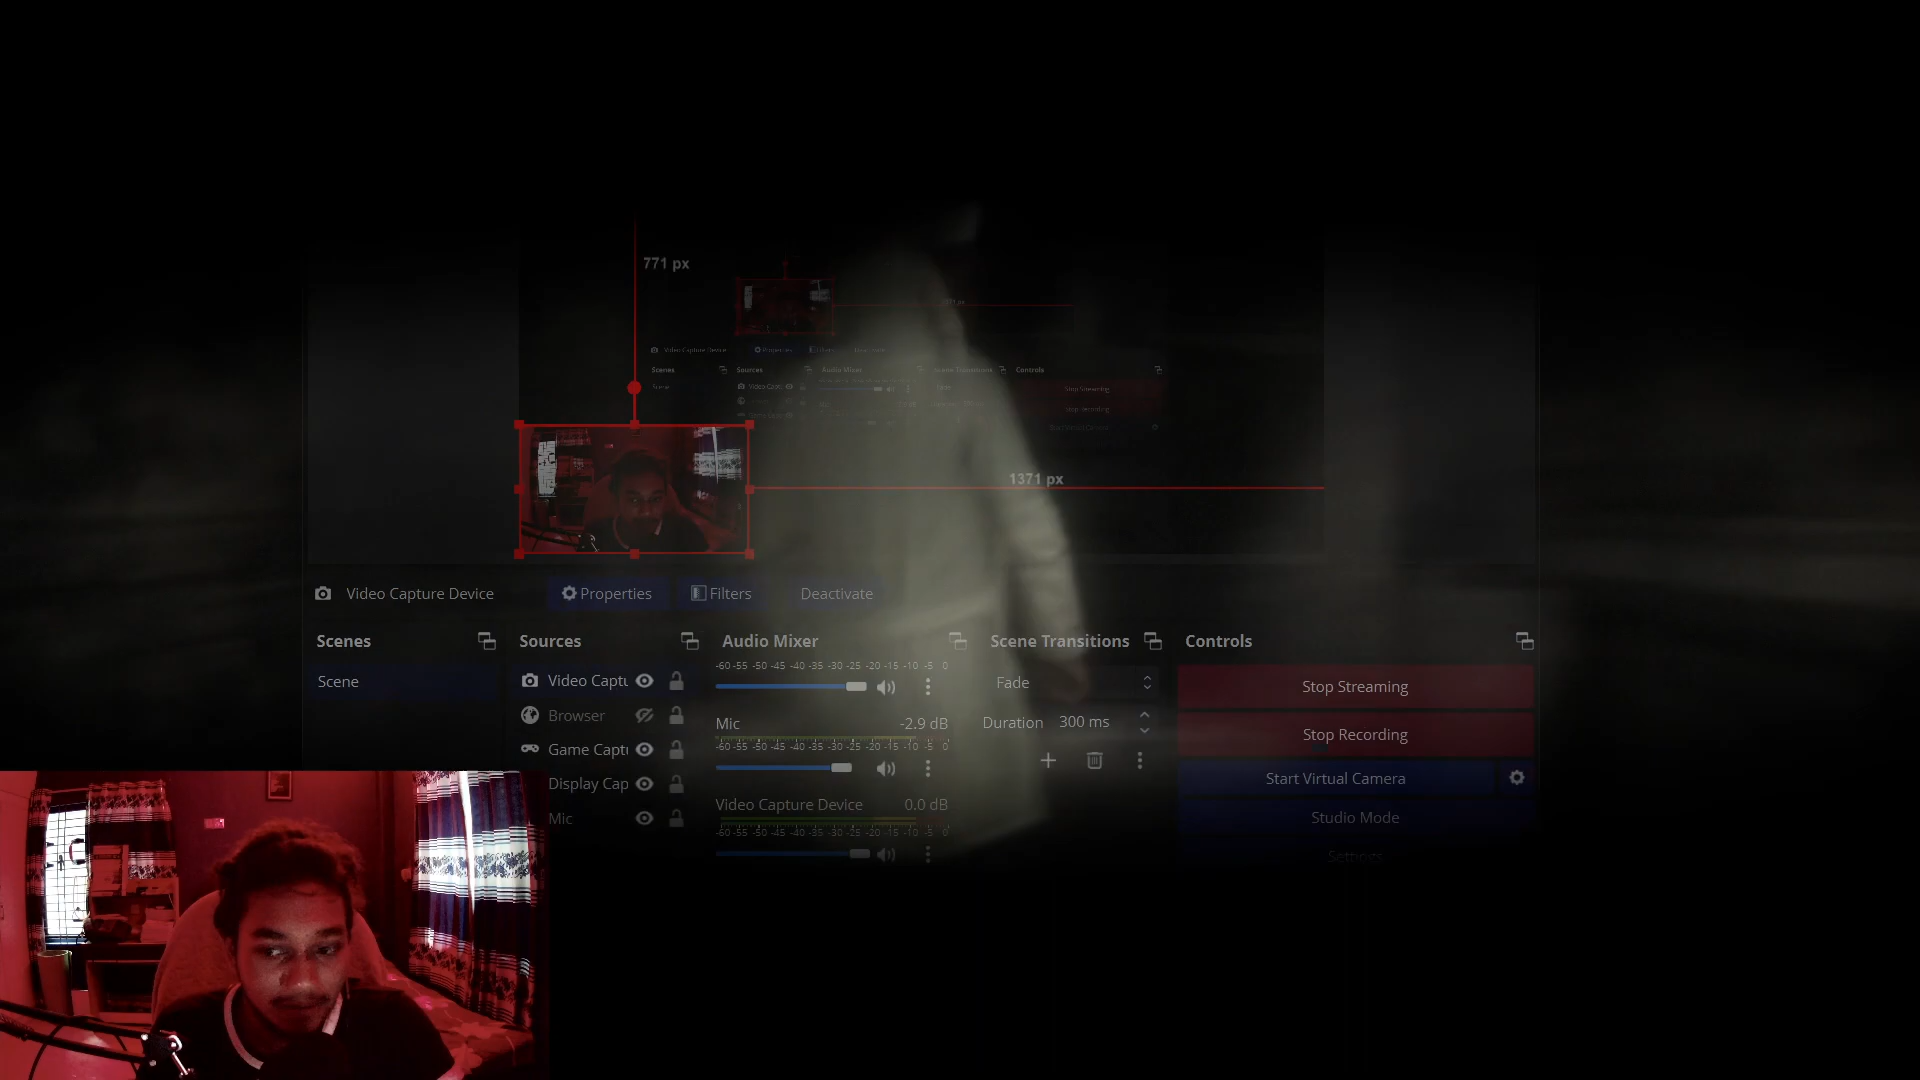 771 px
1371 px
Video Capture Device
Properties
Filters
Deactivate
Scenes
Sources
Audio Mixer
Scene Transitions
Controls
Scene
Video Captu
Browser
Game Captu
Display Cap
Mic
-60 -55 -50 -45 -40 -35 -30 -25 -20 -15 -10 -5 0
Mic -2.9 dB
-60 -55 -50 -45 -40 -35 -30 -25 -20 -15 -10 -5 0
Video Capture Device 0.0 dB
-60 -55 -50 -45 -40 -35 -30 -25 -20 -15 -10 -5 0
Fade
Duration 300 ms
Stop Streaming
Stop Recording
Start Virtual Camera
Studio Mode
Settings